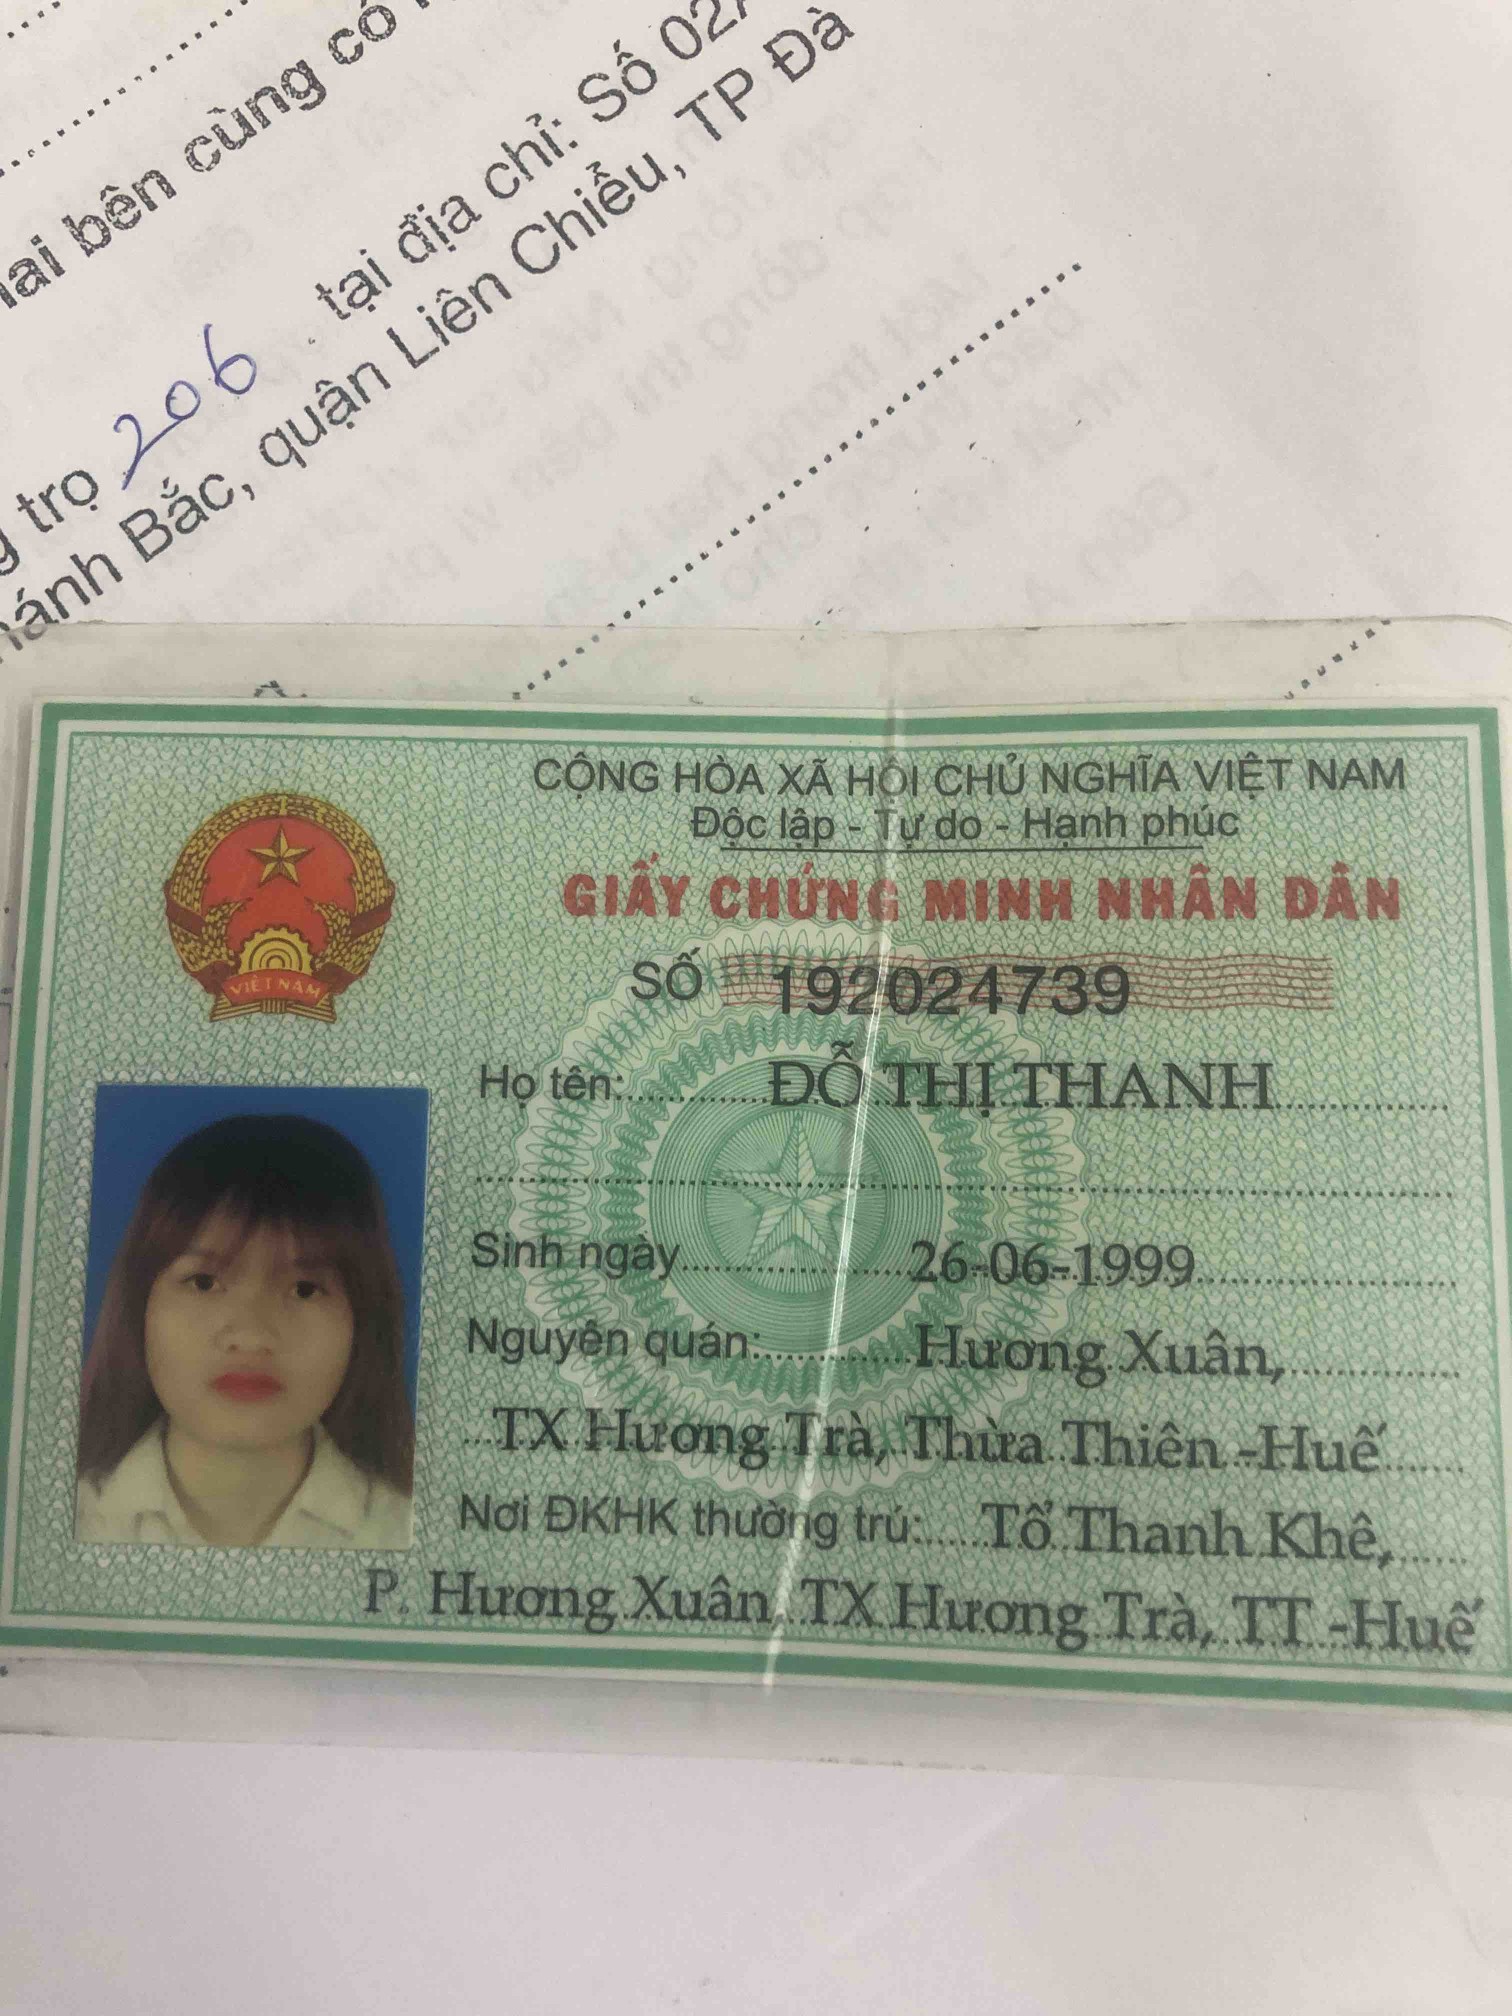 ai bên cùng có
trọ 206 tại địa chỉ: Số 02
ánh Bắc, quận Liên Chiểu, TP Đà
CỘNG HÒA XÃ HỘI CHỦ NGHĨA VIỆT NAM
Độc lập - Tự do - Hạnh phúc
GIẤY CHỨNG MINH NHÂN DÂN
VIỆT NAM
SỐ 192024739
Họ tên: ĐỖ THỊ THANH
Sinh ngày 26-06-1999
Nguyên quán: Hương Xuân,
TX Hương Trà, Thừa Thiên -Huế
Nơi ĐKHK thường trú: Tổ Thanh Khê,
P. Hương Xuân, TX Hương Trà, TT -Huế